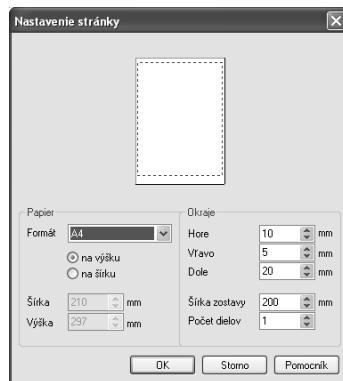 Nastavenie stránky
Papier
Formát A4
na výšku
na šírku
Šírka 210 mm
Výška 297 mm
Okraje
Hore 10 mm
Vľavo 5 mm
Dole 20 mm
Šírka zostavy 200 mm
Počet dielov 1
OK Storno Pomocník